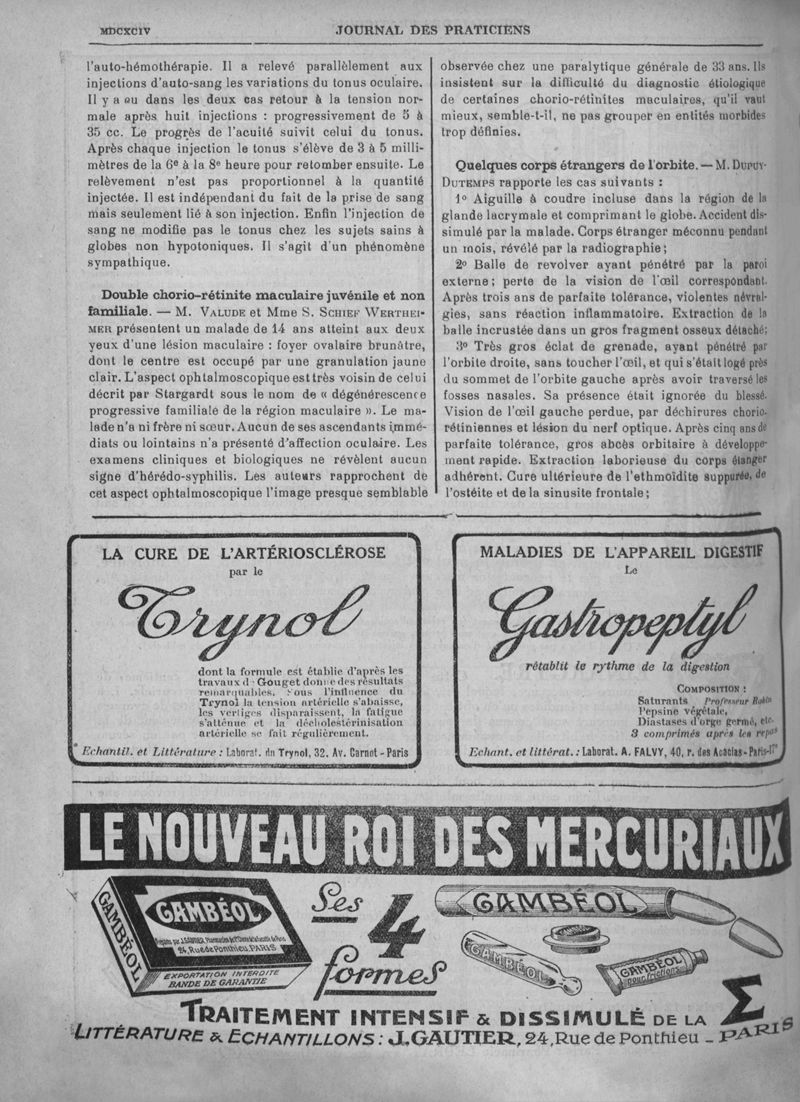 MDCXCIV
JOURNAL DES PRATICIENS
l'auto-hémothérapie. Il a relevé parallèlement aux
injections d'auto-sang les variations du tonus oculaire.
Il y a eu dans les deux cas retour à la tension nor-
male après huit injections : progressivement de 5 à
35 cc. Le progrès de l'acuité suivit celui du tonus.
Après chaque injection le tonus s'élève de 3 à 5 milli-
mètres de la 6e à la 8e heure pour retomber ensuite. Le
relèvement n'est pas proportionnel à la quantité
injectée. Il est indépendant du fait de la prise de sang
mais seulement lié à son injection. Enfin l'injection de
sang ne modifie pas le tonus chez les sujets sains à
globes non hypotoniques. Il s'agit d'un phénomène
sympathique.
Double chorio-rétinite maculaire juvénile et non
familiale. — M. VALUDE et Mme S. SCHIEF WERTHEI-
MER présentent un malade de 14 ans atteint aux deux
yeux d'une lésion maculaire : foyer ovalaire brunâtre,
dont le centre est occupé par une granulation jaune
clair. L'aspect ophtalmoscopique est très voisin de celui
décrit par Stargardt sous le nom de « dégénérescence
progressive familiale de la région maculaire ». Le ma-
lade n'a ni frère ni sœur. Aucun de ses ascendants immé-
diats ou lointains n'a présenté d'affection oculaire. Les
examens cliniques et biologiques ne révèlent aucun
signe d'hérédo-syphilis. Les auteurs rapprochent de
cet aspect ophtalmoscopique l'image presque semblable
observée chez une paralytique générale de 33 ans. Ils
insistent sur la difficulté du diagnostic étiologique
de certaines chorio-rétinites maculaires, qu'il vaut
mieux, semble-t-il, ne pas grouper en entités morbides
trop définies.
Quelques corps étrangers de l'orbite. — M. DUPUY-
DUTEMPS rapporte les cas suivants :
1o Aiguille à coudre incluse dans la région de la
glande lacrymale et comprimant le globe. Accident dis-
simulé par la malade. Corps étranger méconnu pendant
un mois, révélé par la radiographie ;
2o Balle de revolver ayant pénétré par la paroi
externe ; perte de la vision de l'œil correspondant.
Après trois ans de parfaite tolérance, violentes névral-
gies, sans réaction inflammatoire. Extraction de la
balle incrustée dans un gros fragment osseux détaché ;
3o Très gros éclat de grenade, ayant pénétré par
l'orbite droite, sans toucher l'œil, et qui s'était logé près
du sommet de l'orbite gauche après avoir traversé les
fosses nasales. Sa présence était ignorée du blessé.
Vision de l'œil gauche perdue, par déchirures chorio-
rétiniennes et lésion du nerf optique. Après cinq ans de
parfaite tolérance, gros abcès orbitaire à développe-
ment rapide. Extraction laborieuse du corps étanger
adhérent. Cure ultérieure de l'ethmoïdite suppurée, de
l'ostéite et de la sinusite frontale ;
LA CURE DE L'ARTÉRIOSCLÉROSE
par le
Trynol
dont la formule est établie d'après les
travaux d Gouget donne des résultats
remarquables. Sous l'influence du
Trynol la tension artérielle s'abaisse,
les vertiges disparaissent, la fatigue
s'atténue et la décholestérinisation
artérielle se fait régulièrement.
Echantil. et Littérature : Laborat. du Trynol, 32, Av. Carnot - Paris
MALADIES DE L'APPAREIL DIGESTIF
Le
Gastropeptyl
rétablit le rythme de la digestion
COMPOSITION :
Saturants Professeur Robin
Pepsine végétale,
Diastases d'orge germé, etc.
3 comprimés après les repas
Echant. et littérat. : Laborat. A. FALVY, 40, r. des Acacias - Paris-17e
LE NOUVEAU ROI DES MERCURIAUX
GAMBÉOL
GAMBÉOL
24, Rue de Ponthieu. PARIS
EXPORTATION INTERDITE
BANDE DE GARANTIE
Ses
4
formes
GAMBÉOL
GAMBÉOL
GAMBÉOL
pour frictions
TRAITEMENT INTENSIF & DISSIMULÉ DE LA Σ
LITTÉRATURE & ECHANTILLONS : J. GAUTIER, 24, Rue de Ponthieu - PARIS